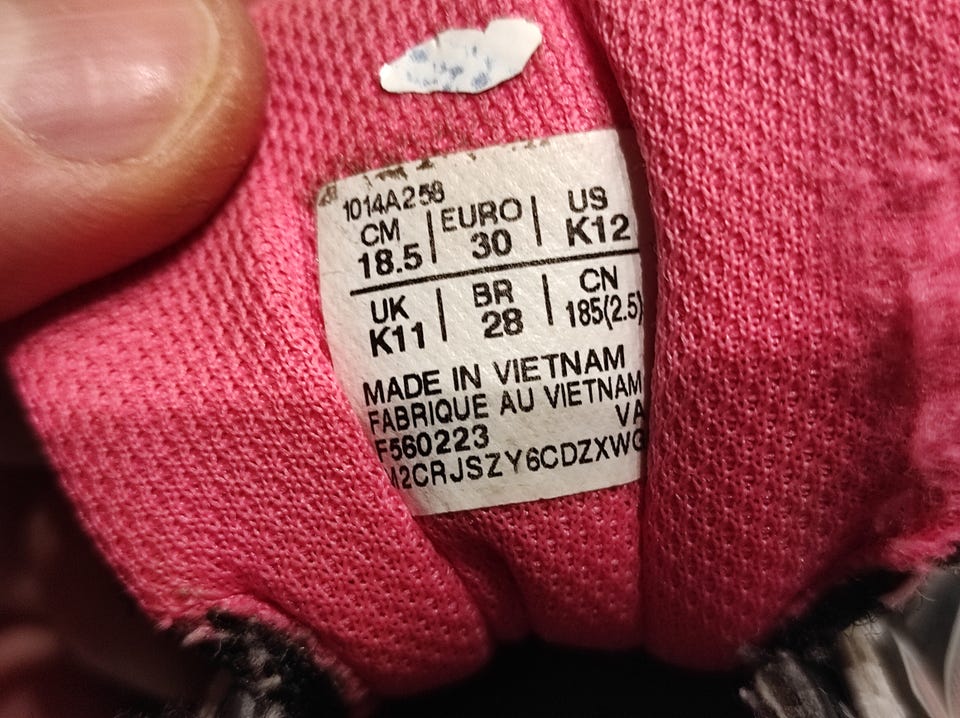 1014A258
CM | EURO | US
18.5 | 30 | K12
UK | BR | CN
K11 | 28 | 185(2.5)
MADE IN VIETNAM
FABRIQUE AU VIETNAM
F560223 VA
M2CRJSZY6CDZXWG